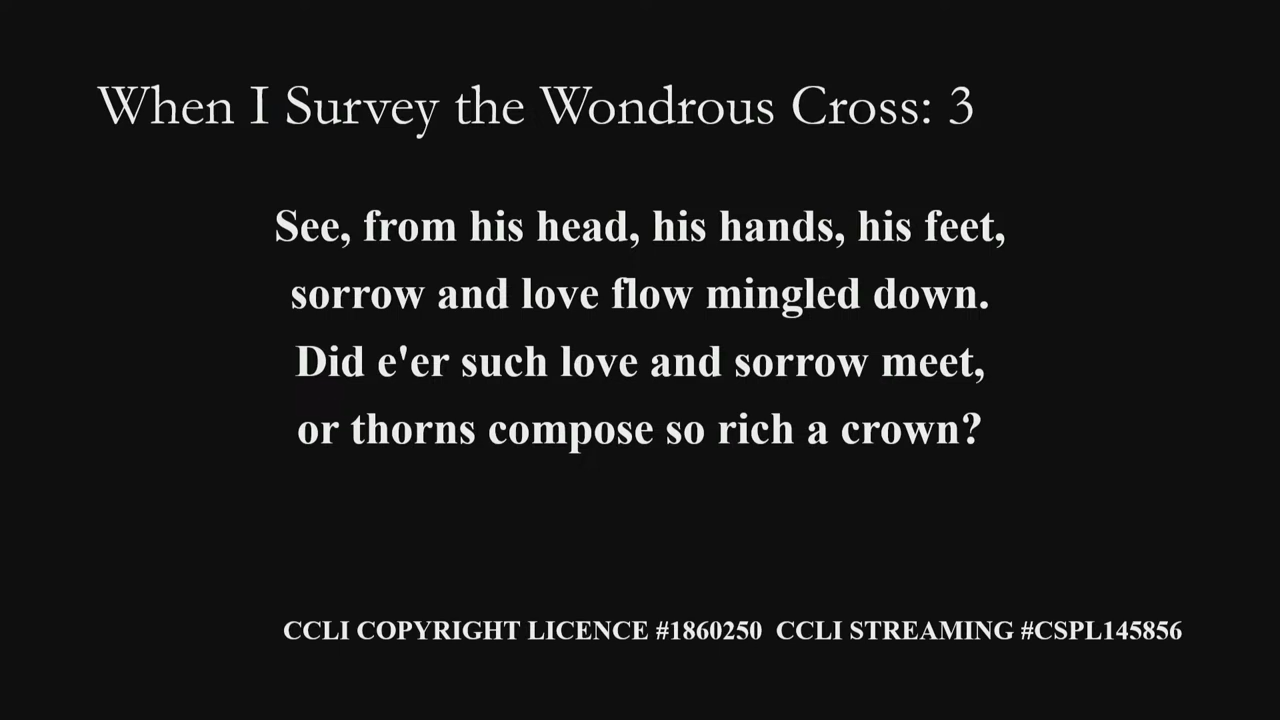 When I Survey the Wondrous Cross: 3
See, from his head, his hands, his feet,
sorrow and love flow mingled down.
Did e'er such love and sorrow meet,
or thorns compose so rich a crown?
CCLI COPYRIGHT LICENCE #1860250  CCLI STREAMING #CSPL145856